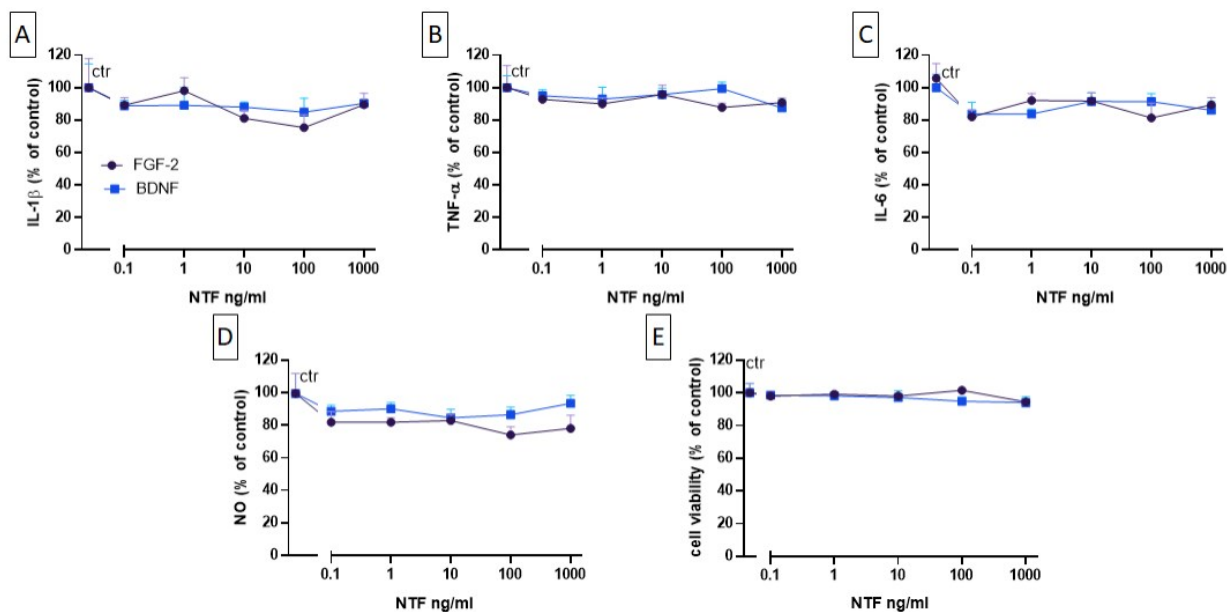 A
120
100
80
60
40
20
0
IL-1β (% of control)
ctr
FGF-2
BDNF
0.1 1 10 100 1000
NTF ng/ml
B
120
100
80
60
40
20
0
TNF-α (% of control)
ctr
0.1 1 10 100 1000
NTF ng/ml
C
120
100
80
60
40
20
0
IL-6 (% of control)
ctr
0.1 1 10 100 1000
NTF ng/ml
D
120
100
80
60
40
20
0
NO (% of control)
ctr
0.1 1 10 100 1000
NTF ng/ml
E
120
100
80
60
40
20
0
cell viability (% of control)
ctr
0.1 1 10 100 1000
NTF ng/ml